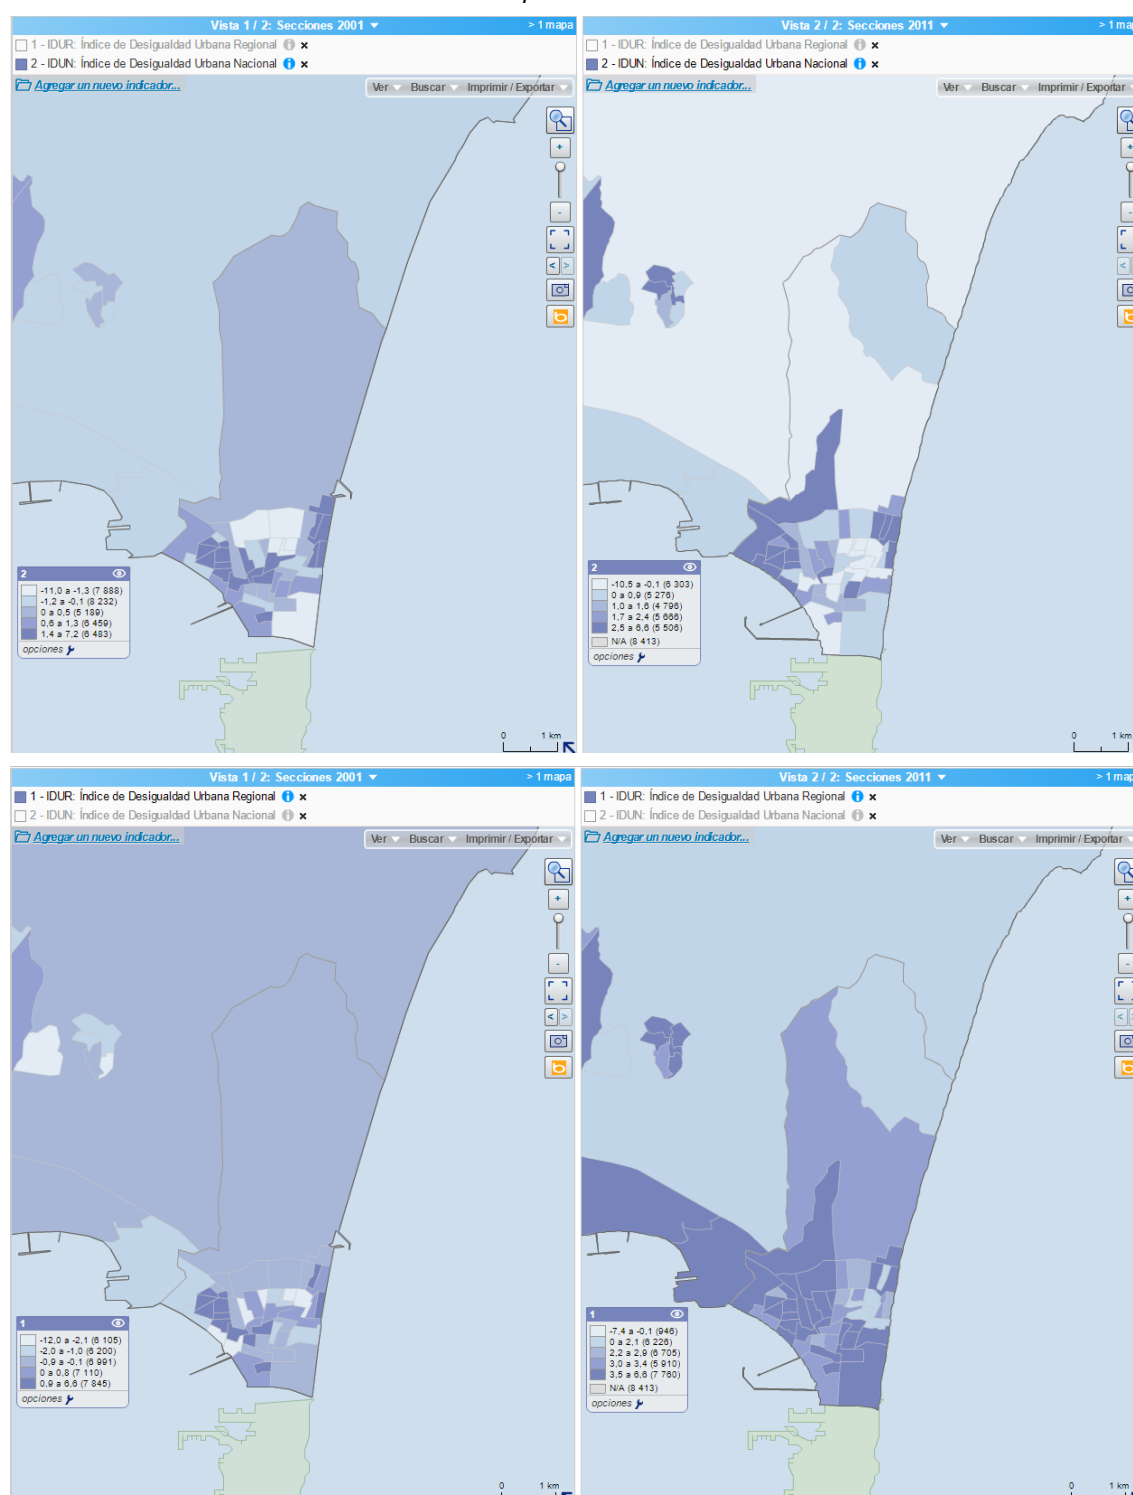 Vista 1 / 2: Secciones 2001
> 1 mapa
1 - IDUR: Índice de Desigualdad Urbana Regional
2 - IDUN: Índice de Desigualdad Urbana Nacional
Agregar un nuevo indicador...
Ver Buscar Imprimir / Exportar
+
-
< >
2
-11,0 a -1,3 (7 888)
-1,2 a -0,1 (8 232)
0 a 0,5 (5 189)
0,6 a 1,3 (6 459)
1,4 a 7,2 (6 483)
opciones
0 1 km
Vista 2 / 2: Secciones 2011
> 1 map
1 - IDUR: Índice de Desigualdad Urbana Regional
2 - IDUN: Índice de Desigualdad Urbana Nacional
Agregar un nuevo indicador...
Ver Buscar Imprimir / Exportar
+
-
<
2
-10,5 a -0,1 (6 303)
0 a 0,9 (5 276)
1,0 a 1,6 (4 796)
1,7 a 2,4 (5 666)
2,5 a 6,6 (5 506)
N/A (8 413)
opciones
0 1 km
Vista 1 / 2: Secciones 2001
> 1 mapa
1 - IDUR: Índice de Desigualdad Urbana Regional
2 - IDUN: Índice de Desigualdad Urbana Nacional
Agregar un nuevo indicador...
Ver Buscar Imprimir / Exportar
+
-
< >
1
-12,0 a -2,1 (6 105)
-2,0 a -1,0 (6 200)
-0,9 a -0,1 (6 991)
0 a 0,8 (7 110)
0,9 a 6,6 (7 845)
opciones
0 1 km
Vista 2 / 2: Secciones 2011
> 1 map
1 - IDUR: Índice de Desigualdad Urbana Regional
2 - IDUN: Índice de Desigualdad Urbana Nacional
Agregar un nuevo indicador...
Ver Buscar Imprimir / Exportar
+
-
<
1
-7,4 a -0,1 (946)
0 a 2,1 (6 226)
2,2 a 2,9 (6 705)
3,0 a 3,4 (5 910)
3,5 a 6,6 (7 760)
N/A (8 413)
opciones
0 1 km